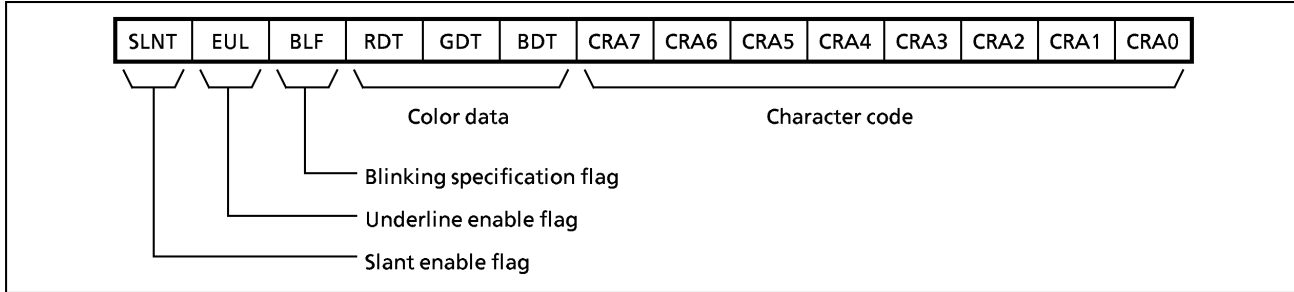 SLNT EUL BLF RDT GDT BDT CRA7 CRA6 CRA5 CRA4 CRA3 CRA2 CRA1 CRA0
Color data Character code
Blinking specification flag
Underline enable flag
Slant enable flag